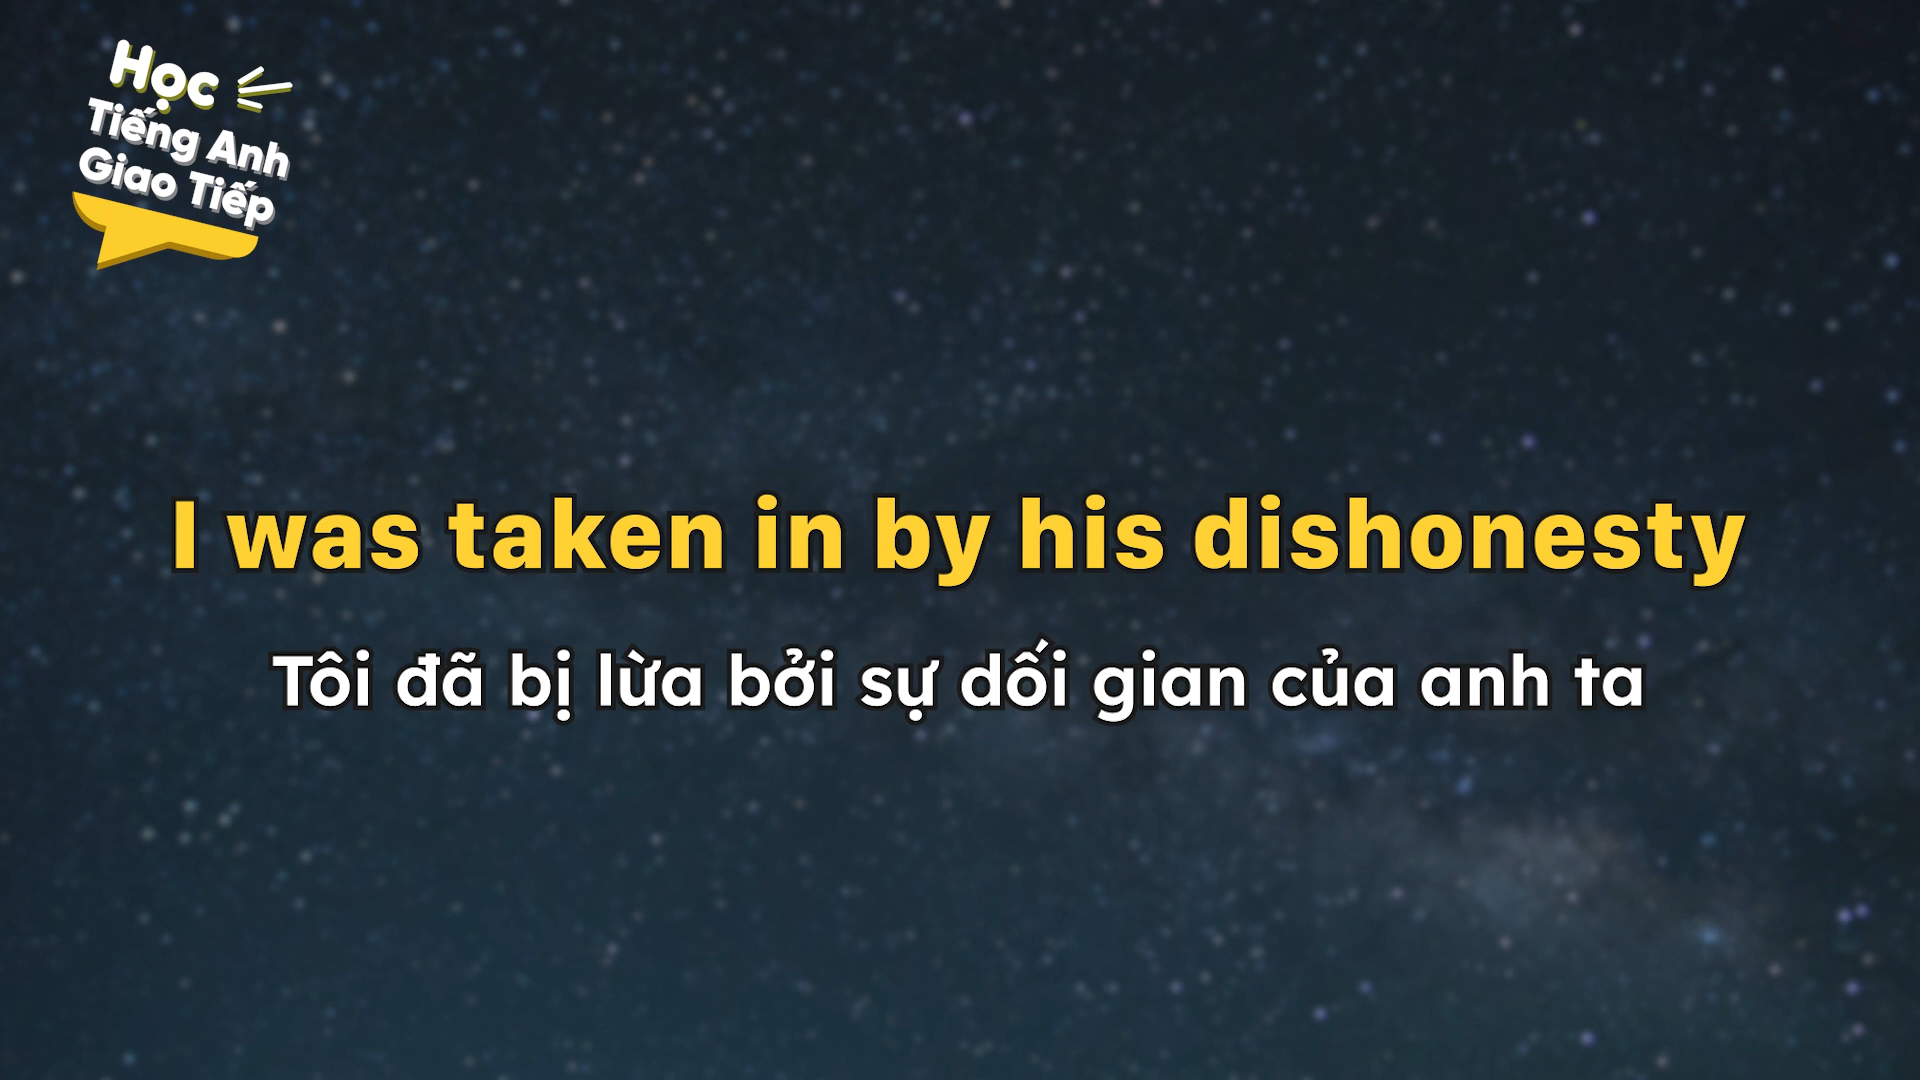 Học
Tiếng Anh
Giao Tiếp
I was taken in by his dishonesty
Tôi đã bị lừa bởi sự dối gian của anh ta